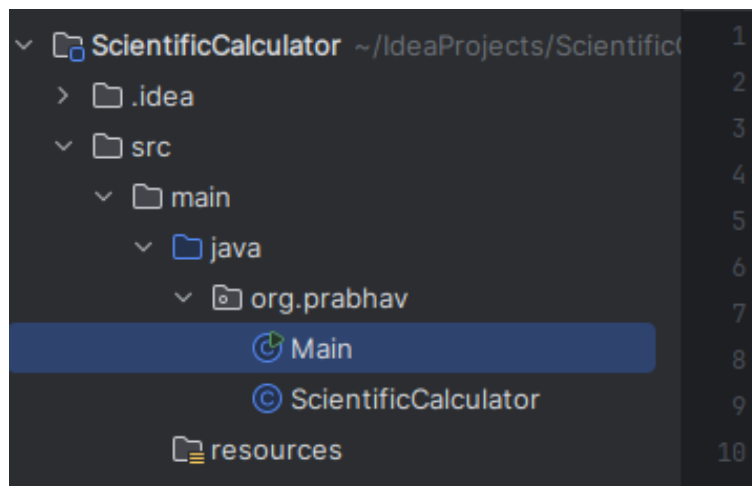 ScientificCalculator ~/IdeaProjects/Scientific
.idea
src
main
java
org.prabhav
Main
ScientificCalculator
resources
1
2
3
4
5
6
7
8
9
10